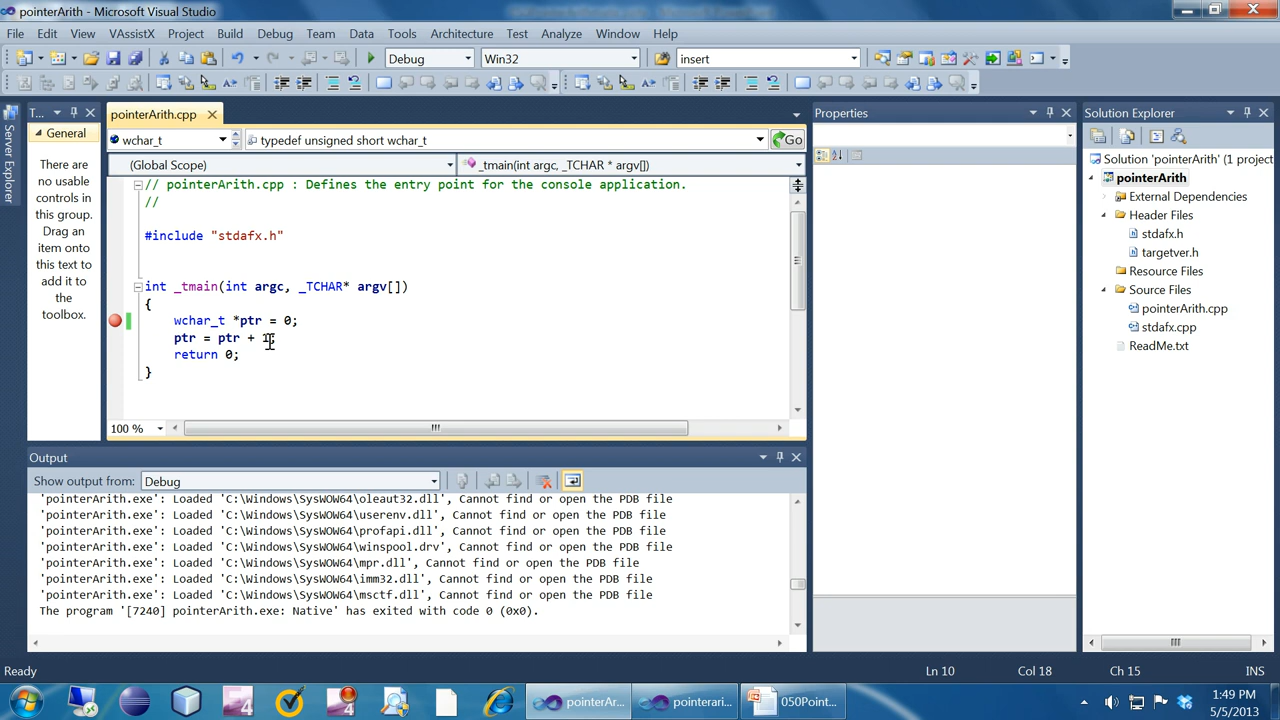 pointerArith - Microsoft Visual Studio
File Edit View VAssistX Project Build Debug Team Data Tools Architecture Test Analyze Window Help
Debug Win32 insert
T...
General
There are
no usable
controls in
this group.
Drag an
item onto
this text to
add it to
the
toolbox.
Server Explorer
pointerArith.cpp
wchar_t typedef unsigned short wchar_t Go
(Global Scope) _tmain(int argc, _TCHAR * argv[])
// pointerArith.cpp : Defines the entry point for the console application.
//
#include "stdafx.h"
int _tmain(int argc, _TCHAR* argv[])
{
wchar_t *ptr = 0;
ptr = ptr + 1;
return 0;
}
100 %
Output
Show output from: Debug
'pointerArith.exe': Loaded 'C:\Windows\SysWOW64\oleaut32.dll', Cannot find or open the PDB file
'pointerArith.exe': Loaded 'C:\Windows\SysWOW64\userenv.dll', Cannot find or open the PDB file
'pointerArith.exe': Loaded 'C:\Windows\SysWOW64\profapi.dll', Cannot find or open the PDB file
'pointerArith.exe': Loaded 'C:\Windows\SysWOW64\winspool.drv', Cannot find or open the PDB file
'pointerArith.exe': Loaded 'C:\Windows\SysWOW64\mpr.dll', Cannot find or open the PDB file
'pointerArith.exe': Loaded 'C:\Windows\SysWOW64\imm32.dll', Cannot find or open the PDB file
'pointerArith.exe': Loaded 'C:\Windows\SysWOW64\msctf.dll', Cannot find or open the PDB file
The program '[7240] pointerArith.exe: Native' has exited with code 0 (0x0).
Properties
Solution Explorer
Solution 'pointerArith' (1 project
pointerArith
External Dependencies
Header Files
stdafx.h
targetver.h
Resource Files
Source Files
pointerArith.cpp
stdafx.cpp
ReadMe.txt
Ready Ln 10 Col 18 Ch 15 INS
pointerAr... pointerari... 050Point...
1:49 PM
5/5/2013